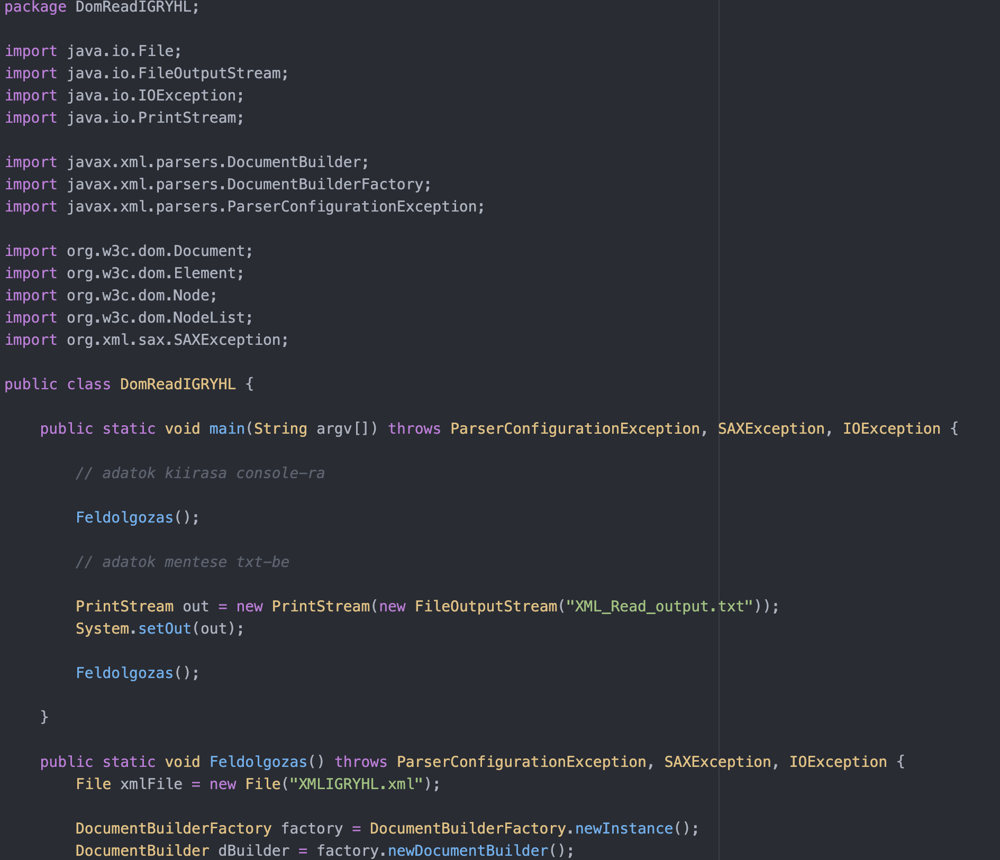 package DomReadIGRYHL;
import java.io.File;
import java.io.FileOutputStream;
import java.io.IOException;
import java.io.PrintStream;
import javax.xml.parsers.DocumentBuilder;
import javax.xml.parsers.DocumentBuilderFactory;
import javax.xml.parsers.ParserConfigurationException;
import org.w3c.dom.Document;
import org.w3c.dom.Element;
import org.w3c.dom.Node;
import org.w3c.dom.NodeList;
import org.xml.sax.SAXException;
public class DomReadIGRYHL {
    public static void main(String argv[]) throws ParserConfigurationException, SAXException, IOException {
        // adatok kiirasa console-ra
        Feldolgozas();
        // adatok mentese txt-be
        PrintStream out = new PrintStream(new FileOutputStream("XML_Read_output.txt"));
        System.setOut(out);
        Feldolgozas();
    }
    public static void Feldolgozas() throws ParserConfigurationException, SAXException, IOException {
        File xmlFile = new File("XMLIGRYHL.xml");
        DocumentBuilderFactory factory = DocumentBuilderFactory.newInstance();
        DocumentBuilder dBuilder = factory.newDocumentBuilder();